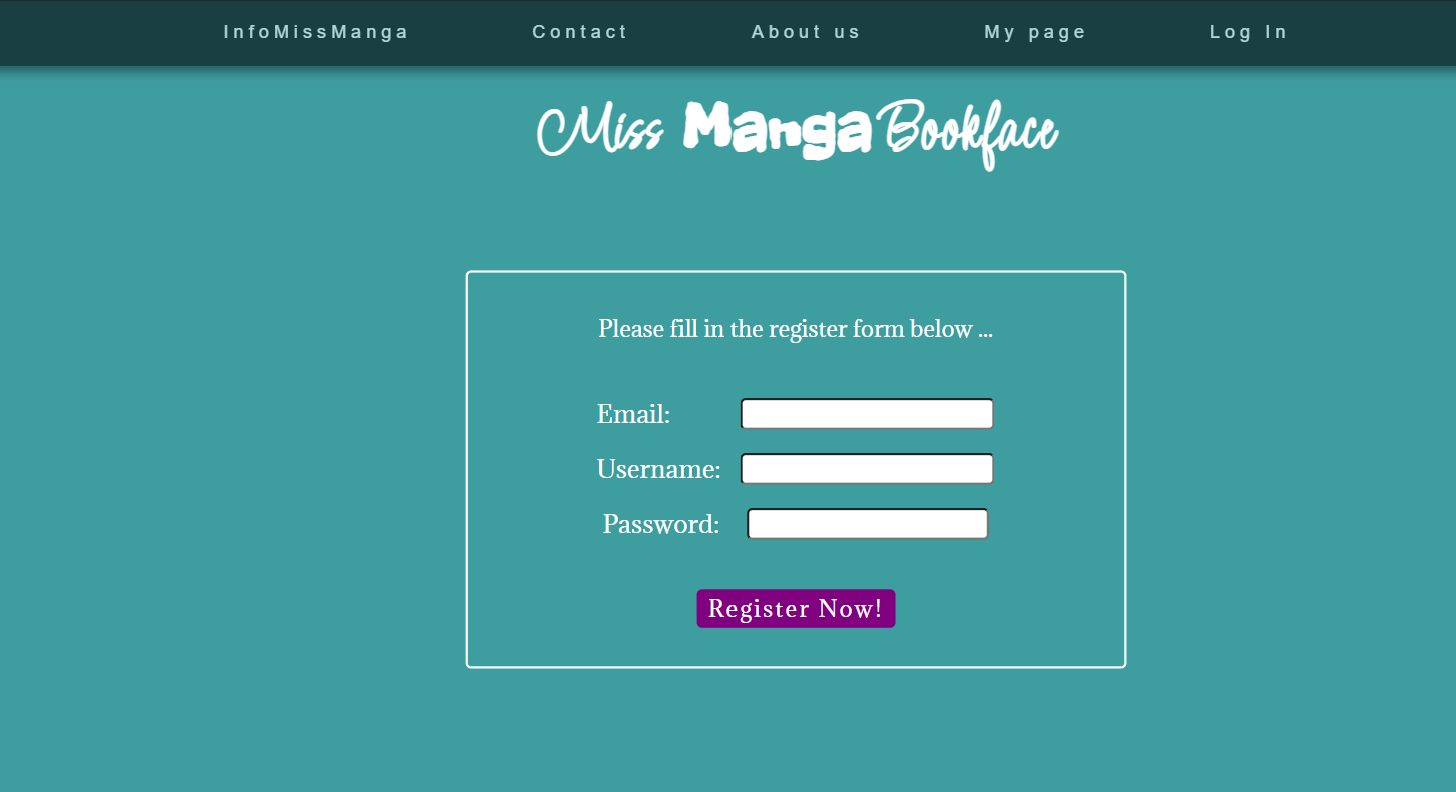 InfoMissManga Contact About us My page Log In
Miss Manga Bookface
Please fill in the register form below ...
Email:
Username:
Password:
Register Now!